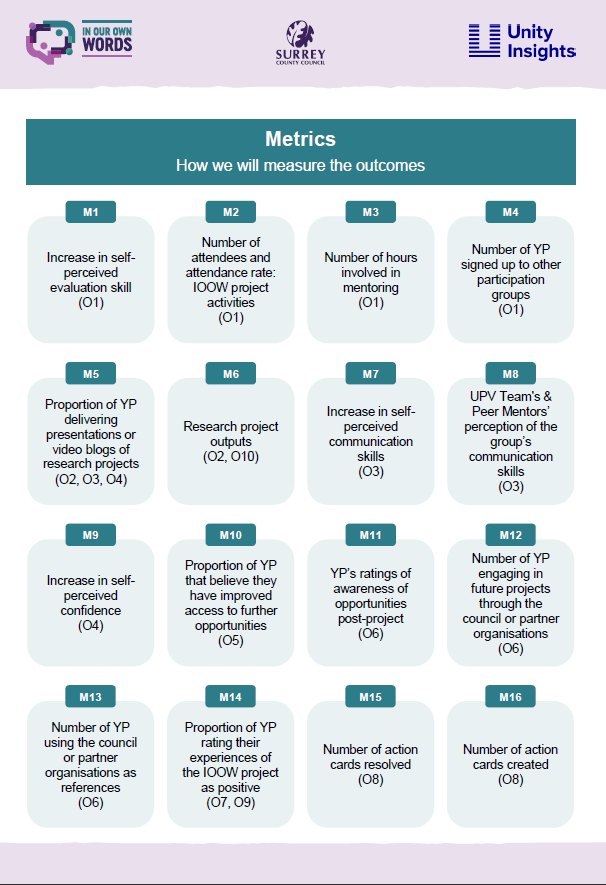 IN OUR OWN
WORDS
SURREY
COUNTY COUNCIL
Unity
Insights
Metrics
How we will measure the outcomes
M1
Increase in self-
perceived
evaluation skill
(O1)
M2
Number of
attendees and
attendance rate:
IOOW project
activities
(O1)
M3
Number of hours
involved in
mentoring
(O1)
M4
Number of YP
signed up to other
participation
groups
(O1)
M5
Proportion of YP
delivering
presentations or
video blogs of
research projects
(O2, O3, O4)
M6
Research project
outputs
(O2, O10)
M7
Increase in self-
perceived
communication
skills
(O3)
M8
UPV Team's &
Peer Mentors'
perception of the
group's
communication
skills
(O3)
M9
Increase in self-
perceived
confidence
(O4)
M10
Proportion of YP
that believe they
have improved
access to further
opportunities
(O5)
M11
YP's ratings of
awareness of
opportunities
post-project
(O6)
M12
Number of YP
engaging in
future projects
through the
council or partner
organisations
(O6)
M13
Number of YP
using the council
or partner
organisations as
references
(O6)
M14
Proportion of YP
rating their
experiences of
the IOOW project
as positive
(O7, O9)
M15
Number of action
cards resolved
(O8)
M16
Number of action
cards created
(O8)